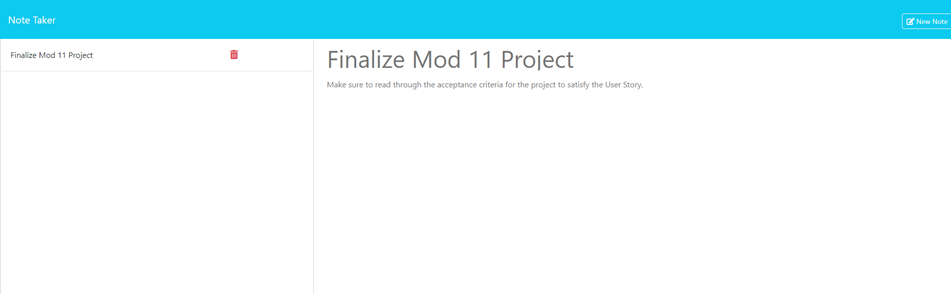 Note Taker
New Note
Finalize Mod 11 Project
Finalize Mod 11 Project
Make sure to read through the acceptance criteria for the project to satisfy the User Story.